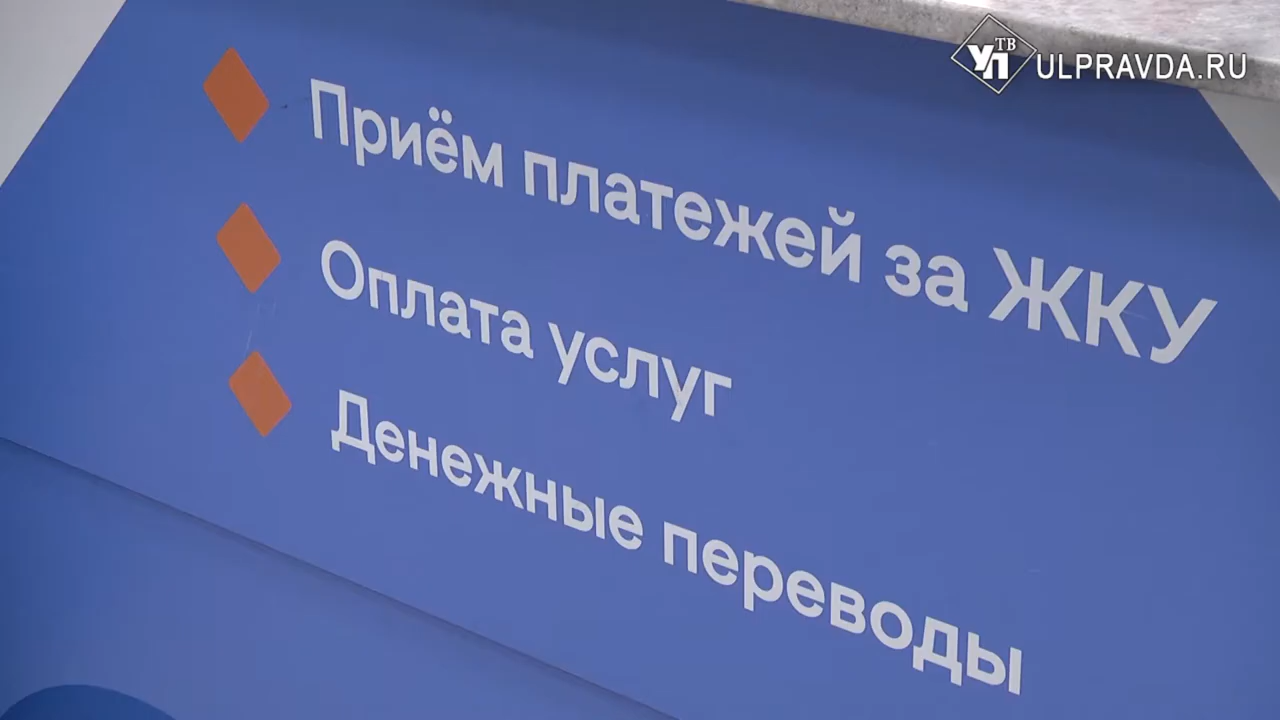 УП ТВ
ULPRAVDA.RU
Приём платежей за ЖКУ
Оплата услуг
Денежные переводы